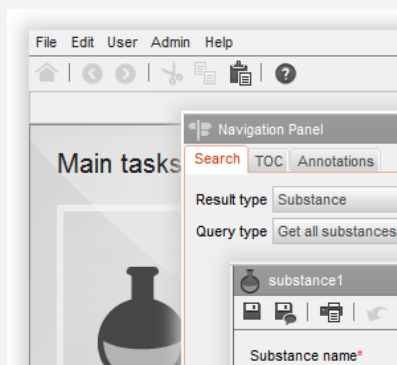 File Edit User Admin Help
Navigation Panel
Main tasks
Search TOC Annotations
Result type Substance
Query type Get all substances
substance1
Substance name*